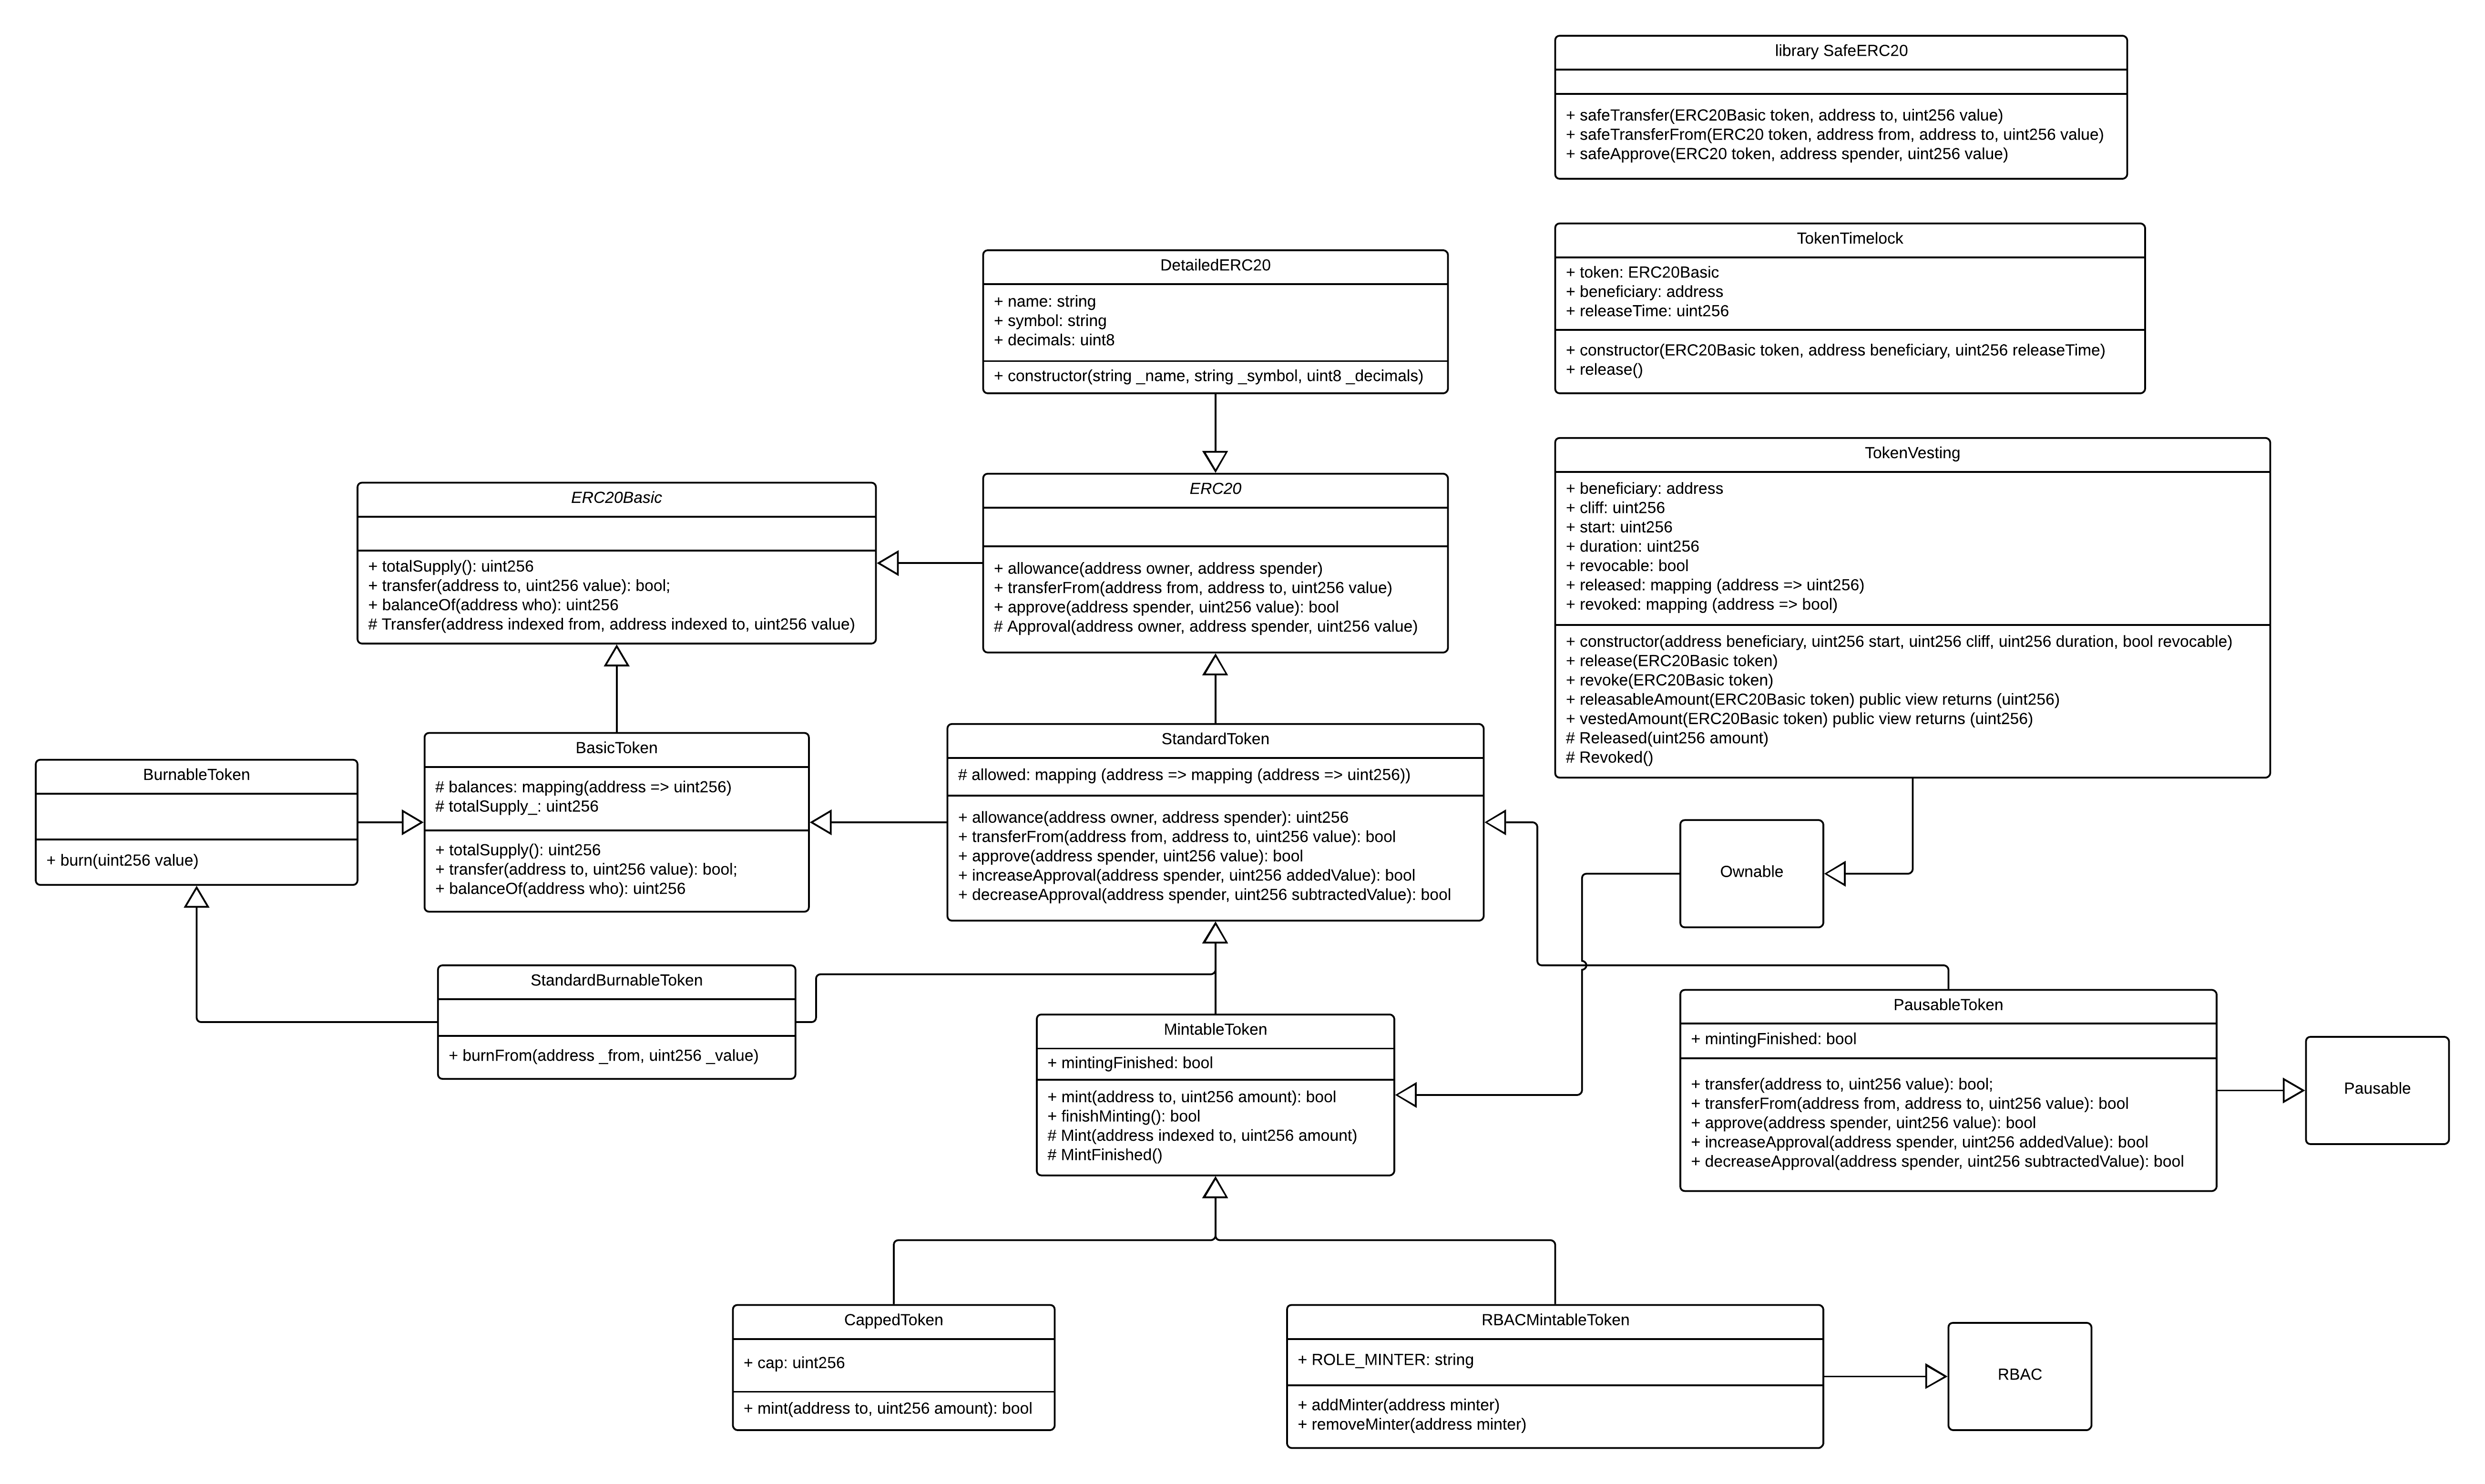 library SafeERC20
+ safeTransfer(ERC20Basic token, address to, uint256 value)
+ safeTransferFrom(ERC20 token, address from, address to, uint256 value)
+ safeApprove(ERC20 token, address spender, uint256 value)
TokenTimelock
+ token: ERC20Basic
+ beneficiary: address
+ releaseTime: uint256
+ constructor(ERC20Basic token, address beneficiary, uint256 releaseTime)
+ release()
DetailedERC20
+ name: string
+ symbol: string
+ decimals: uint8
+ constructor(string _name, string _symbol, uint8 _decimals)
TokenVesting
+ beneficiary: address
+ cliff: uint256
+ start: uint256
+ duration: uint256
+ revocable: bool
+ released: mapping (address => uint256)
+ revoked: mapping (address => bool)
+ constructor(address beneficiary, uint256 start, uint256 cliff, uint256 duration, bool revocable)
+ release(ERC20Basic token)
+ revoke(ERC20Basic token)
+ releasableAmount(ERC20Basic token) public view returns (uint256)
+ vestedAmount(ERC20Basic token) public view returns (uint256)
# Released(uint256 amount)
# Revoked()
ERC20Basic
+ totalSupply(): uint256
+ transfer(address to, uint256 value): bool;
+ balanceOf(address who): uint256
# Transfer(address indexed from, address indexed to, uint256 value)
ERC20
+ allowance(address owner, address spender)
+ transferFrom(address from, address to, uint256 value)
+ approve(address spender, uint256 value): bool
# Approval(address owner, address spender, uint256 value)
BurnableToken
+ burn(uint256 value)
BasicToken
# balances: mapping(address => uint256)
# totalSupply_: uint256
+ totalSupply(): uint256
+ transfer(address to, uint256 value): bool;
+ balanceOf(address who): uint256
StandardToken
# allowed: mapping (address => mapping (address => uint256))
+ allowance(address owner, address spender): uint256
+ transferFrom(address from, address to, uint256 value): bool
+ approve(address spender, uint256 value): bool
+ increaseApproval(address spender, uint256 addedValue): bool
+ decreaseApproval(address spender, uint256 subtractedValue): bool
Ownable
StandardBurnableToken
+ burnFrom(address _from, uint256 _value)
MintableToken
+ mintingFinished: bool
+ mint(address to, uint256 amount): bool
+ finishMinting(): bool
# Mint(address indexed to, uint256 amount)
# MintFinished()
PausableToken
+ mintingFinished: bool
+ transfer(address to, uint256 value): bool;
+ transferFrom(address from, address to, uint256 value): bool
+ approve(address spender, uint256 value): bool
+ increaseApproval(address spender, uint256 addedValue): bool
+ decreaseApproval(address spender, uint256 subtractedValue): bool
Pausable
CappedToken
+ cap: uint256
+ mint(address to, uint256 amount): bool
RBACMintableToken
+ ROLE_MINTER: string
+ addMinter(address minter)
+ removeMinter(address minter)
RBAC